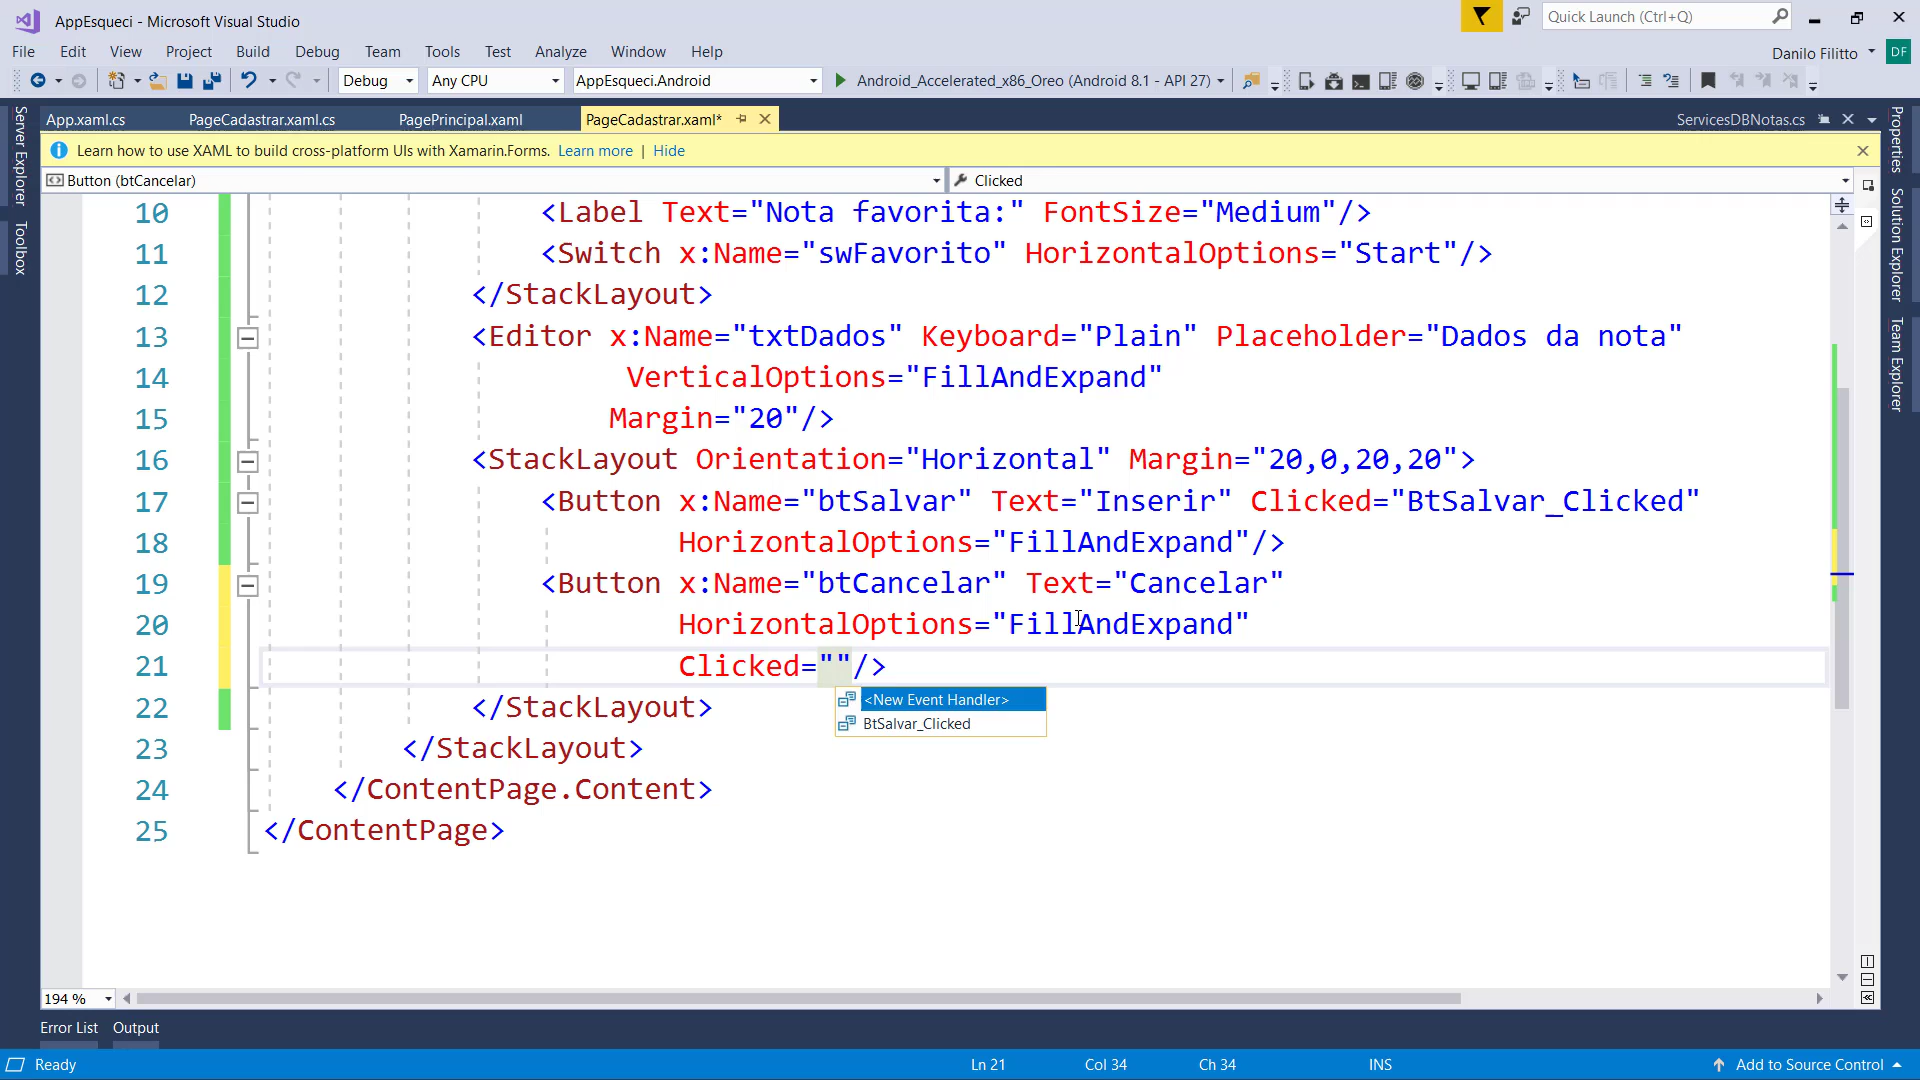 AppEsqueci - Microsoft Visual Studio
Quick Launch (Ctrl+Q)
File Edit View Project Build Debug Team Tools Test Analyze Window Help
Danilo Filitto DF
Debug Any CPU AppEsqueci.Android Android_Accelerated_x86_Oreo (Android 8.1 - API 27)
App.xaml.cs PageCadastrar.xaml.cs PagePrincipal.xaml PageCadastrar.xaml* ServicesDBNotas.cs
Learn how to use XAML to build cross-platform UIs with Xamarin.Forms. Learn more | Hide
Button (btCancelar) Clicked
Server Explorer
Toolbox
Properties
Solution Explorer
Team Explorer
10 <Label Text="Nota favorita:" FontSize="Medium"/>
11 <Switch x:Name="swFavorito" HorizontalOptions="Start"/>
12 </StackLayout>
13 <Editor x:Name="txtDados" Keyboard="Plain" Placeholder="Dados da nota"
14 VerticalOptions="FillAndExpand"
15 Margin="20"/>
16 <StackLayout Orientation="Horizontal" Margin="20,0,20,20">
17 <Button x:Name="btSalvar" Text="Inserir" Clicked="BtSalvar_Clicked"
18 HorizontalOptions="FillAndExpand"/>
19 <Button x:Name="btCancelar" Text="Cancelar"
20 HorizontalOptions="FillAndExpand"
21 Clicked=""/>
<New Event Handler>
BtSalvar_Clicked
22 </StackLayout>
23 </StackLayout>
24 </ContentPage.Content>
25 </ContentPage>
194 %
Error List Output
Ready Ln 21 Col 34 Ch 34 INS Add to Source Control